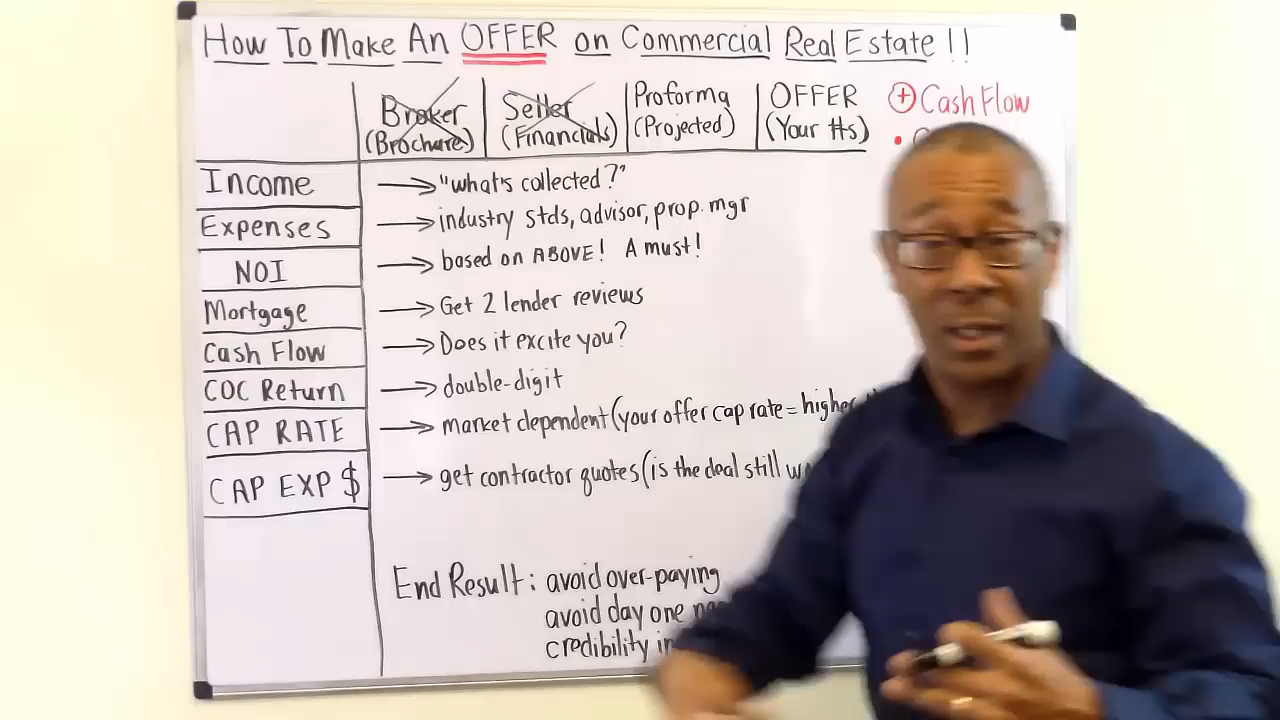 How To Make An OFFER on Commercial Real Estate !!
Broker
(Brochure)
Seller
(Financials)
Proforma
(Projected)
OFFER
(Your #s)
+ Cash Flow
Income → "what's collected?"
Expenses → industry stds, advisor, prop. mgr
NOI → based on ABOVE! A must!
Mortgage → Get 2 lender reviews
Cash Flow → Does it excite you?
COC Return → double-digit
CAP RATE → market dependent (your offer cap rate = higher
CAP EXP $ → get contractor quotes (is the deal still
End Result: avoid over-paying
avoid day one
credibility